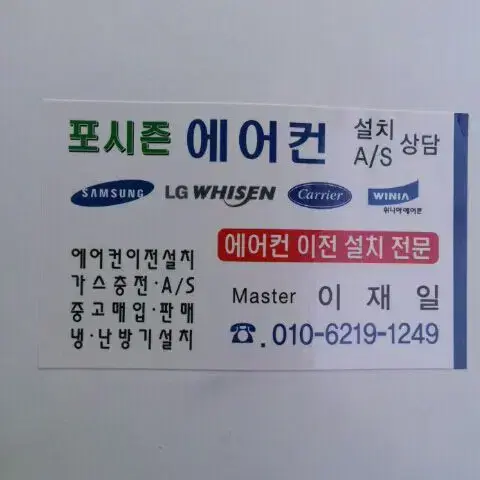 포시즌 에어컨 설치 A/S 상담
SAMSUNG LG WHISEN Carrier WINIA 위니아에어컨
에어컨 이전 설치 전문
에어컨이전설치
가스충전·A/S
중고매입·판매
냉·난방기설치
Master 이재일
☎. 010-6219-1249